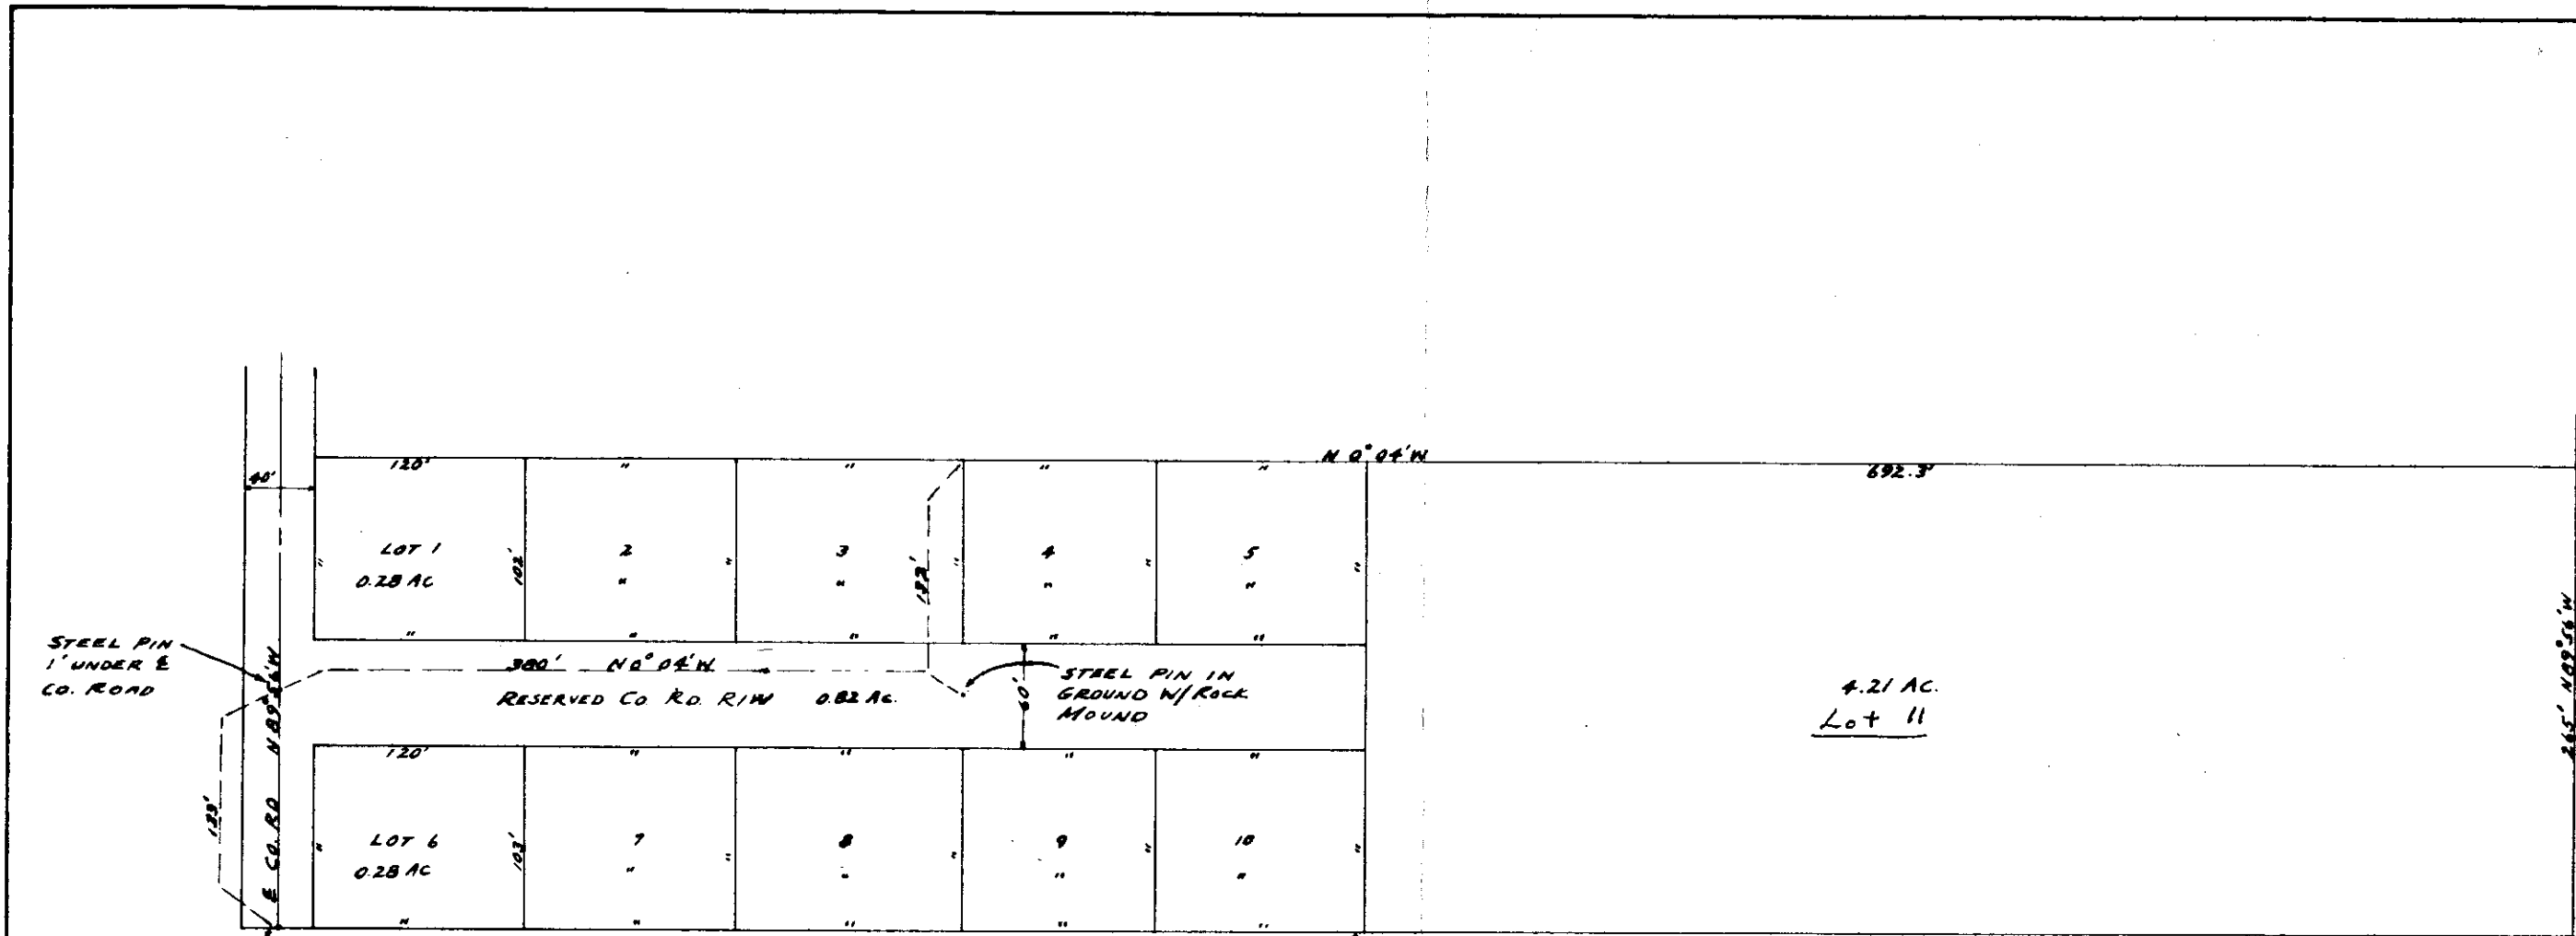 N 0° 04' W
120' " " " "
692.3'
40'
LOT 1 2 3 4 5
0.28 AC " " " "
" 102' " " " "
132'
" " " " "
STEEL PIN
1' UNDER ℄
CO. ROAD
380' N 0° 04' W
RESERVED CO. RD. R/W 0.82 AC.
60'
STEEL PIN IN
GROUND W/ ROCK
MOUND
4.21 AC.
Lot 11
265' N 89° 56' W
℄ CO. RD N 89° 56' W
133'
120' " " " "
LOT 6 7 8 9 10
0.28 AC " " " "
" 103' " " " "
" " " " "